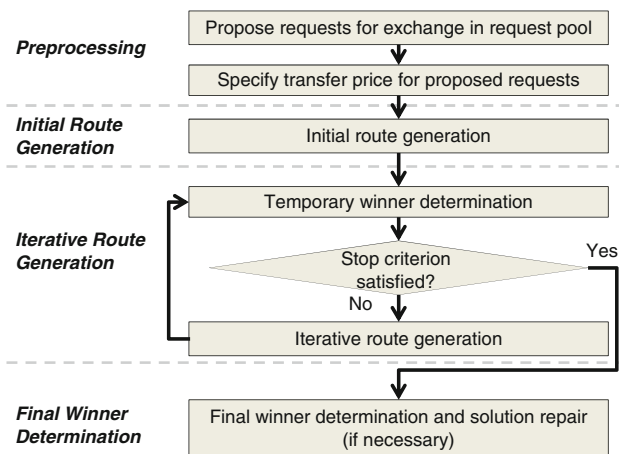 Preprocessing
Propose requests for exchange in request pool
Specify transfer price for proposed requests
Initial Route
Generation
Initial route generation
Iterative Route
Generation
Temporary winner determination
Stop criterion
satisfied?
Yes
No
Iterative route generation
Final Winner
Determination
Final winner determination and solution repair
(if necessary)